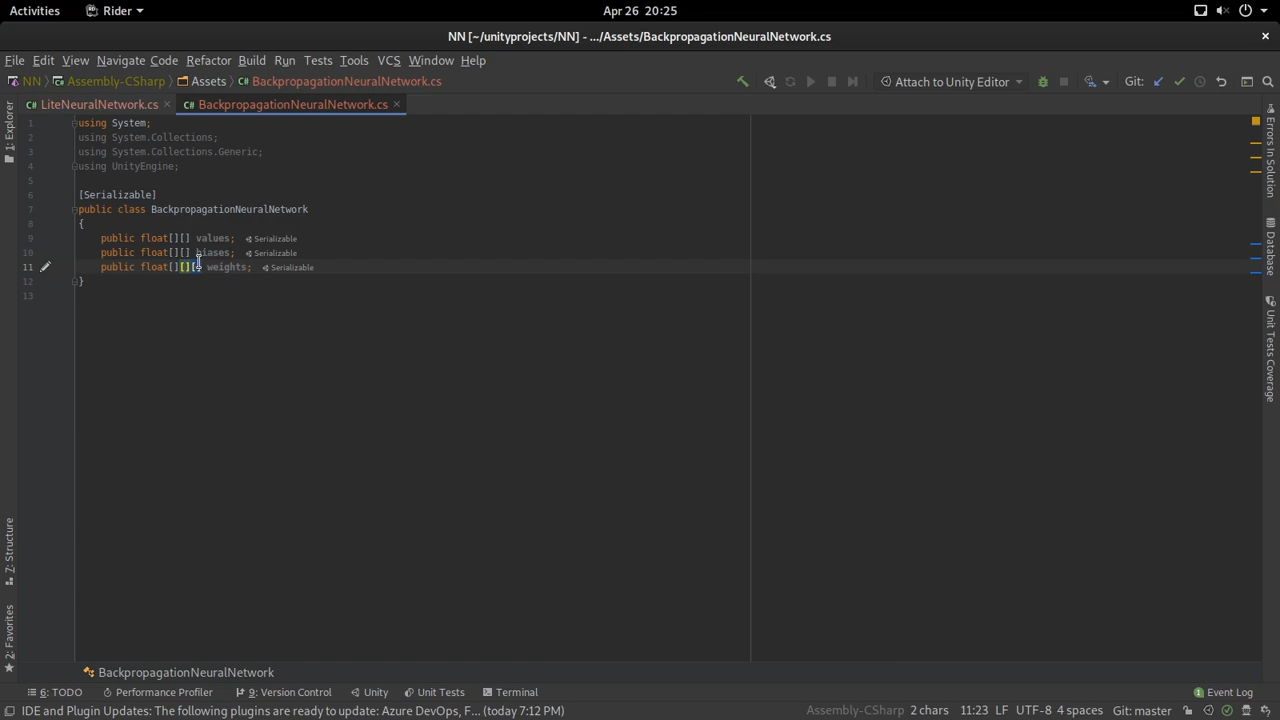 Activities Rider Apr 26 20:25
NN [~/unityprojects/NN] - .../Assets/BackpropagationNeuralNetwork.cs
File Edit View Navigate Code Refactor Build Run Tests Tools VCS Window Help
NN Assembly-CSharp Assets BackpropagationNeuralNetwork.cs Attach to Unity Editor Git:
LiteNeuralNetwork.cs BackpropagationNeuralNetwork.cs
1 using System;
2 using System.Collections;
3 using System.Collections.Generic;
4 using UnityEngine;
5
6 [Serializable]
7 public class BackpropagationNeuralNetwork
8 {
9 public float[][] values; Serializable
10 public float[][] biases; Serializable
11 public float[][][] weights; Serializable
12 }
13
1: Explorer
7: Structure
2: Favorites
Errors In Solution
Database
Unit Tests Coverage
BackpropagationNeuralNetwork
6: TODO Performance Profiler 9: Version Control Unity Unit Tests Terminal 1 Event Log
IDE and Plugin Updates: The following plugins are ready to update: Azure DevOps, F... (today 7:12 PM) Assembly-CSharp 2 chars 11:23 LF UTF-8 4 spaces Git: master